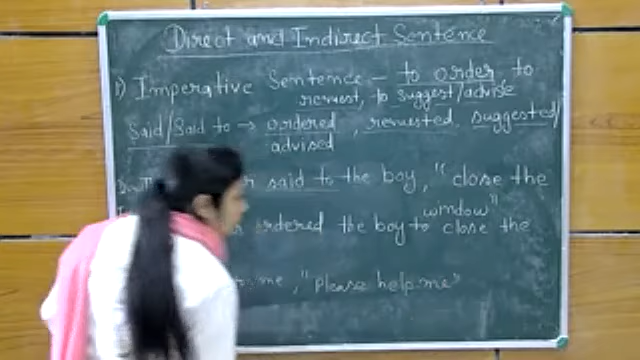 Direct and Indirect Sentence
1) Imperative Sentence - to order, to
request, to suggest/advise
Said/Said to → ordered, requested, suggested/
advised
said to the boy, "close the
window"
ordered the boy to close the
me, "Please help me"